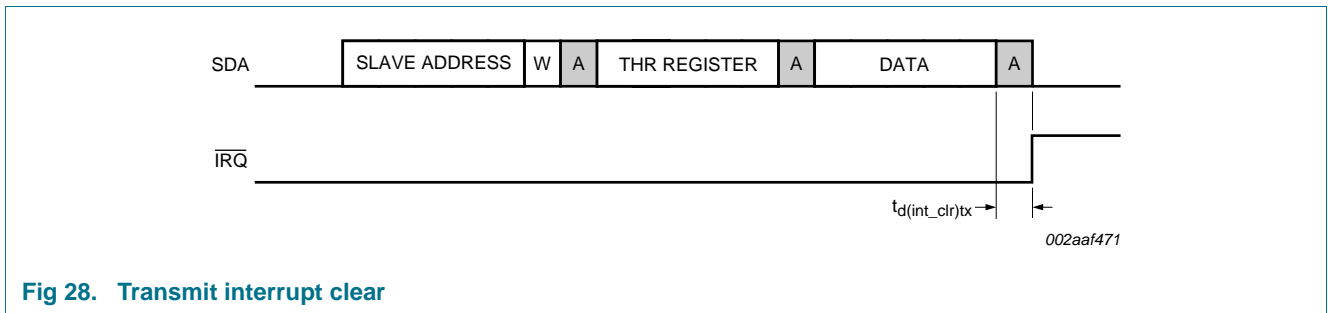 SDA SLAVE ADDRESS W A THR REGISTER A DATA A
IRQ
td(int_clr)tx
002aaf471
Fig 28. Transmit interrupt clear